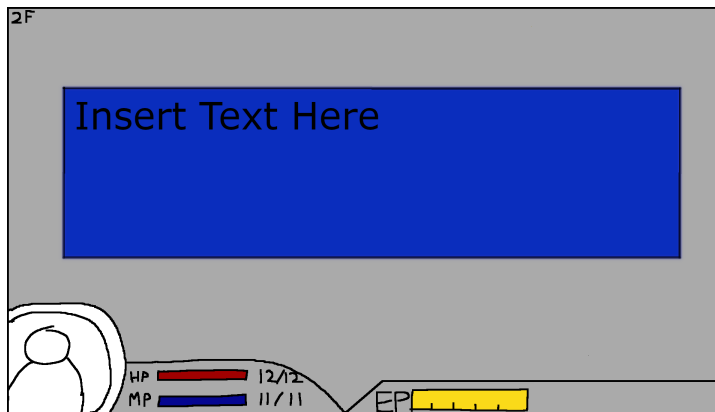 2F
Insert Text Here
HP 12/12
MP 11/11
EP